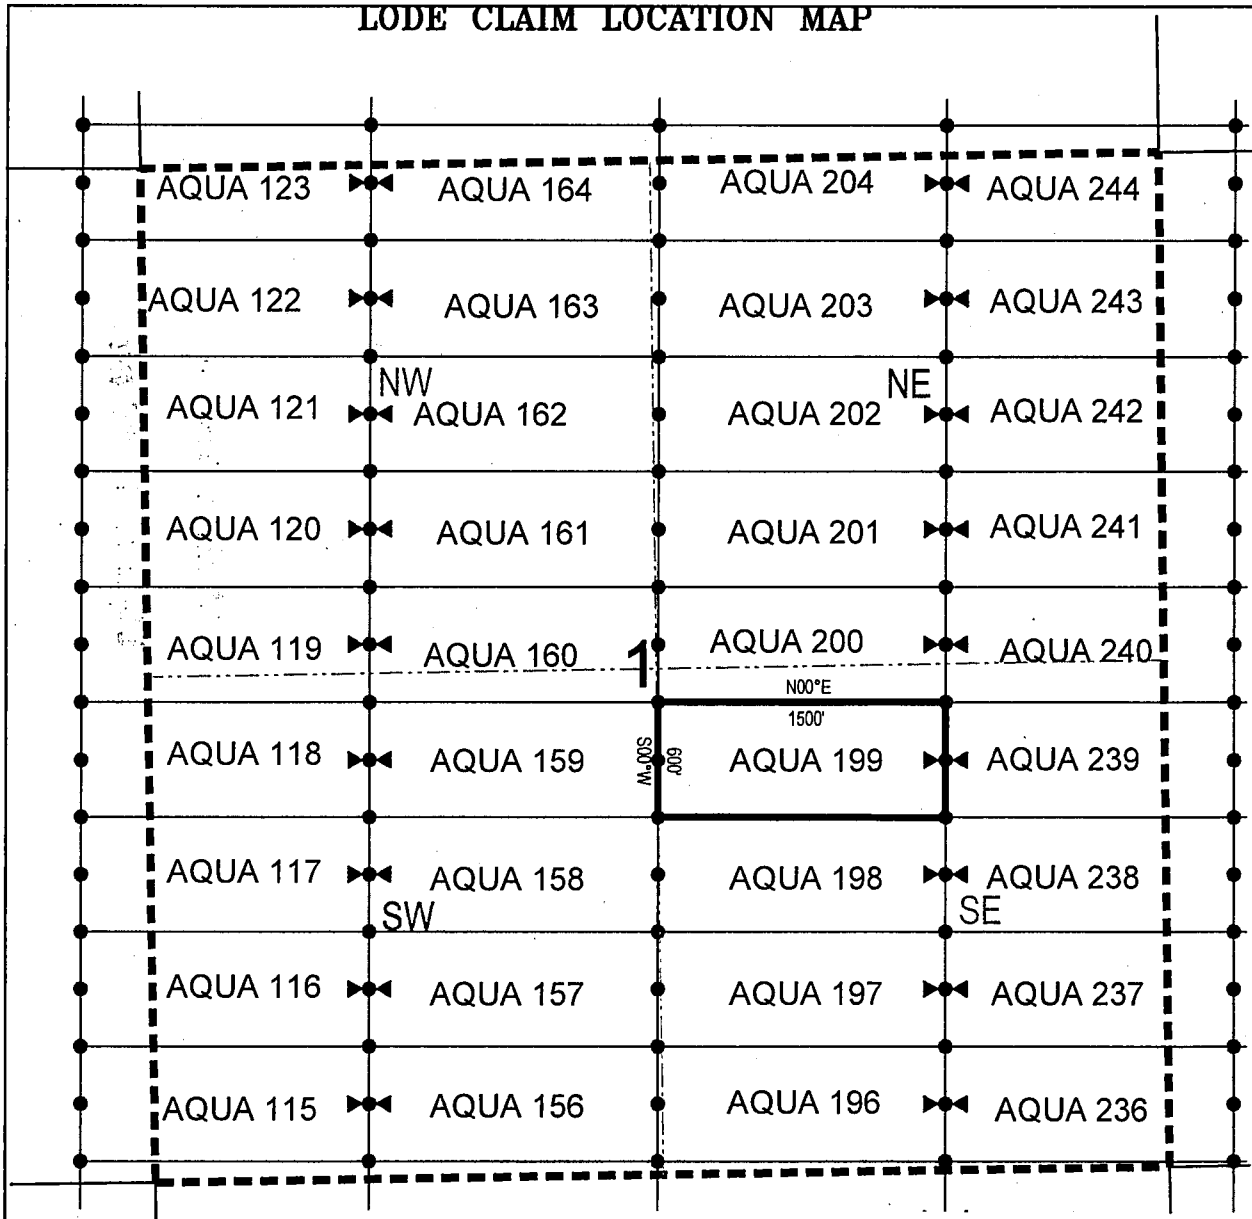 LODE CLAIM LOCATION MAP
AQUA 123 AQUA 164 AQUA 204 AQUA 244
AQUA 122 AQUA 163 AQUA 203 AQUA 243
NW NE
AQUA 121 AQUA 162 AQUA 202 AQUA 242
AQUA 120 AQUA 161 AQUA 201 AQUA 241
AQUA 119 AQUA 160 1 AQUA 200 AQUA 240
N00°E
1500'
AQUA 118 AQUA 159 S00°W 600' AQUA 199 AQUA 239
AQUA 117 AQUA 158 AQUA 198 AQUA 238
SW SE
AQUA 116 AQUA 157 AQUA 197 AQUA 237
AQUA 115 AQUA 156 AQUA 196 AQUA 236